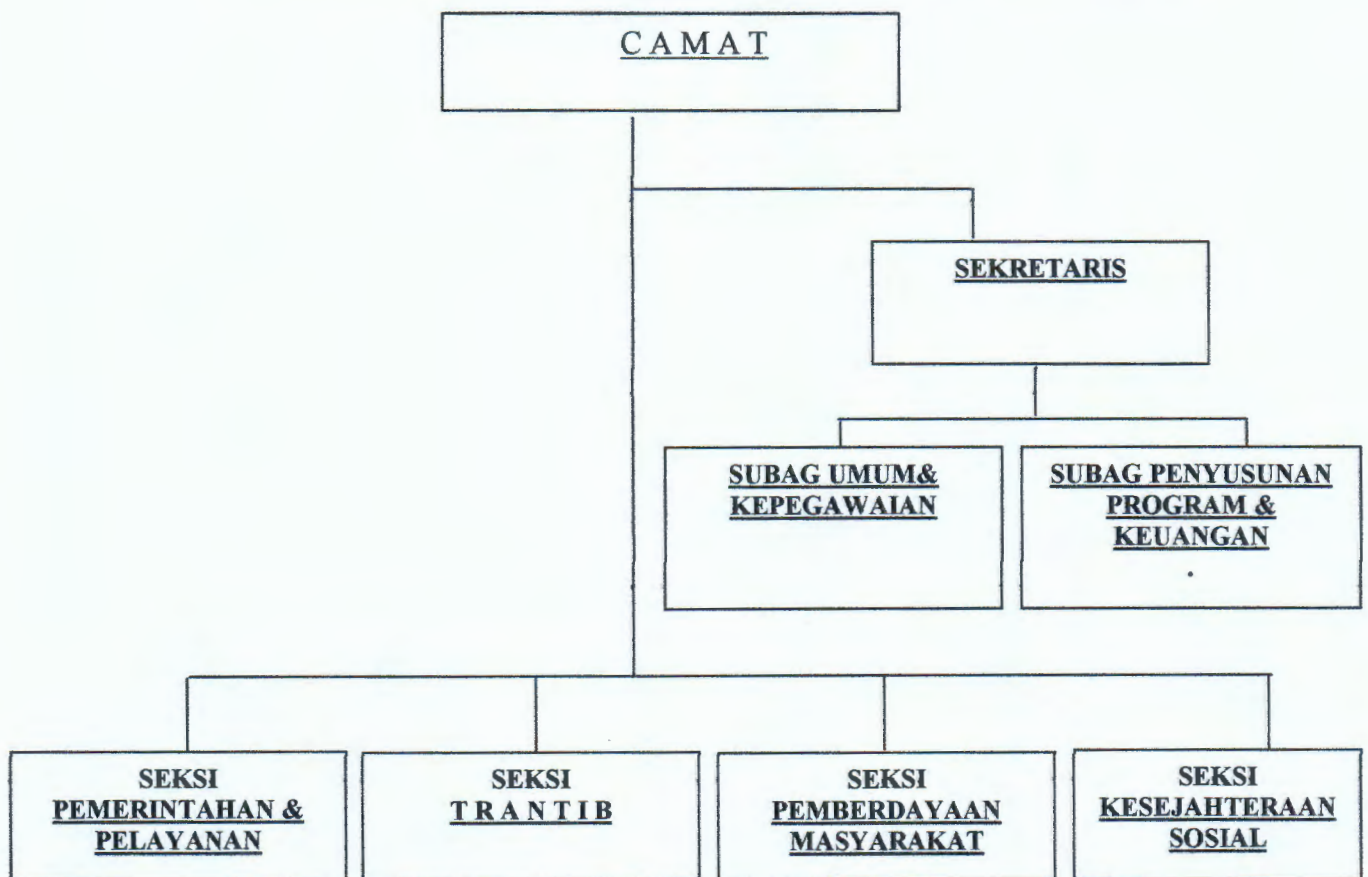 C A M A T
SEKRETARIS
SUBAG UMUM&
KEPEGAWAIAN
SUBAG PENYUSUNAN
PROGRAM &
KEUANGAN
SEKSI
PEMERINTAHAN &
PELAYANAN
SEKSI
T R A N T I B
SEKSI
PEMBERDAYAAN
MASYARAKAT
SEKSI
KESEJAHTERAAN
SOSIAL